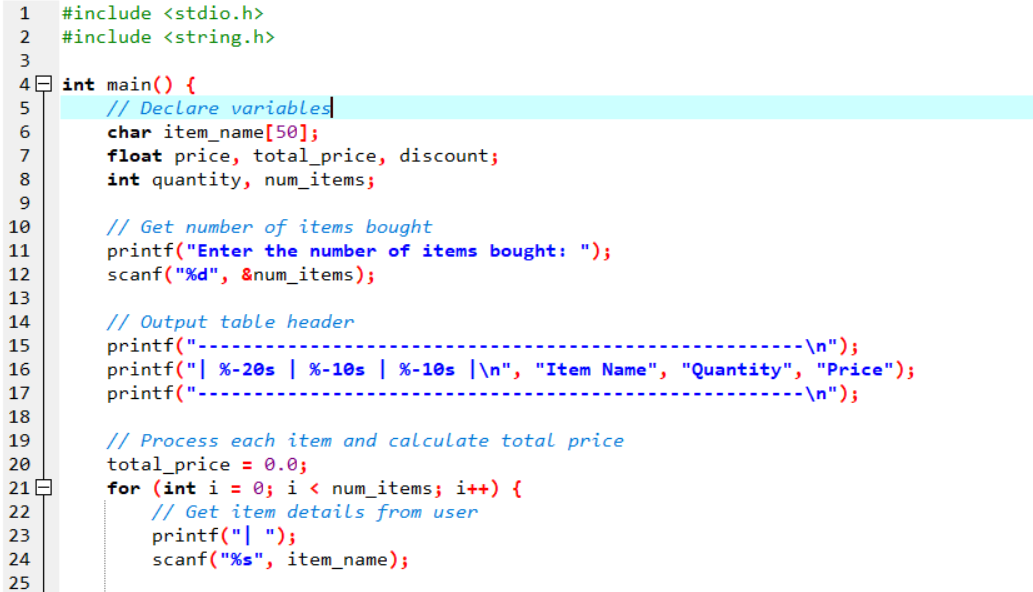 1 #include <stdio.h>
2 #include <string.h>
3
4 int main() {
5 // Declare variables
6 char item_name[50];
7 float price, total_price, discount;
8 int quantity, num_items;
9
10 // Get number of items bought
11 printf("Enter the number of items bought: ");
12 scanf("%d", &num_items);
13
14 // Output table header
15 printf("------------------------------------------------------\n");
16 printf("| %-20s | %-10s | %-10s |\n", "Item Name", "Quantity", "Price");
17 printf("------------------------------------------------------\n");
18
19 // Process each item and calculate total price
20 total_price = 0.0;
21 for (int i = 0; i < num_items; i++) {
22 // Get item details from user
23 printf("| ");
24 scanf("%s", item_name);
25